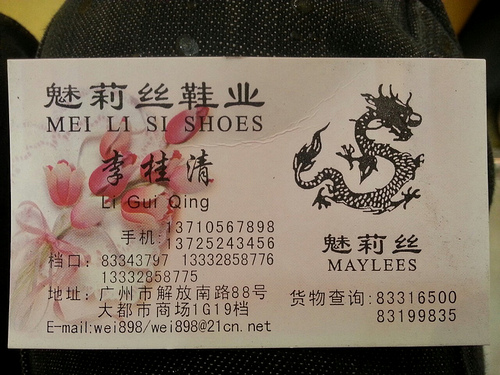 魅莉丝鞋业
MEI LI SI SHOES
李桂清
Li Gui Qing
手机:13710567898
13725243456
档口: 83343797 13332858776
13332858775
地址: 广州市解放南路88号
大都市商场1G19档
E-mail:wei898/wei898@21cn.net
魅莉丝
MAYLEES
货物查询:83316500
83199835